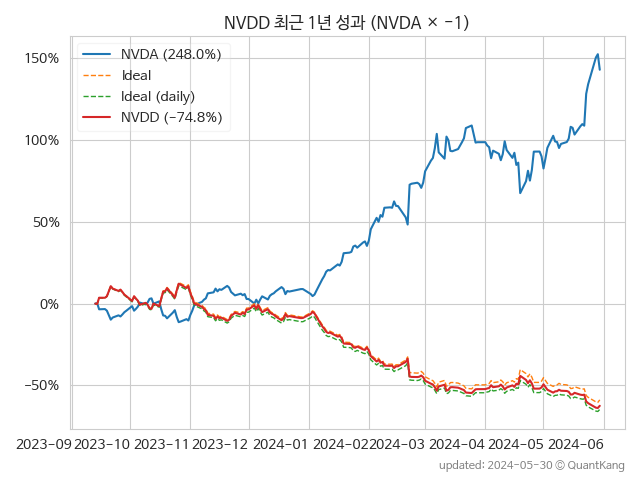 NVDD 최근 1년 성과 (NVDA × −1)
NVDA (248.0%)
Ideal
Ideal (daily)
NVDD (−74.8%)
150%
100%
50%
0%
−50%
2023-09 2023-10 2023-11 2023-12 2024-01 2024-02 2024-03 2024-04 2024-05 2024-06
updated: 2024-05-30 © QuantKang